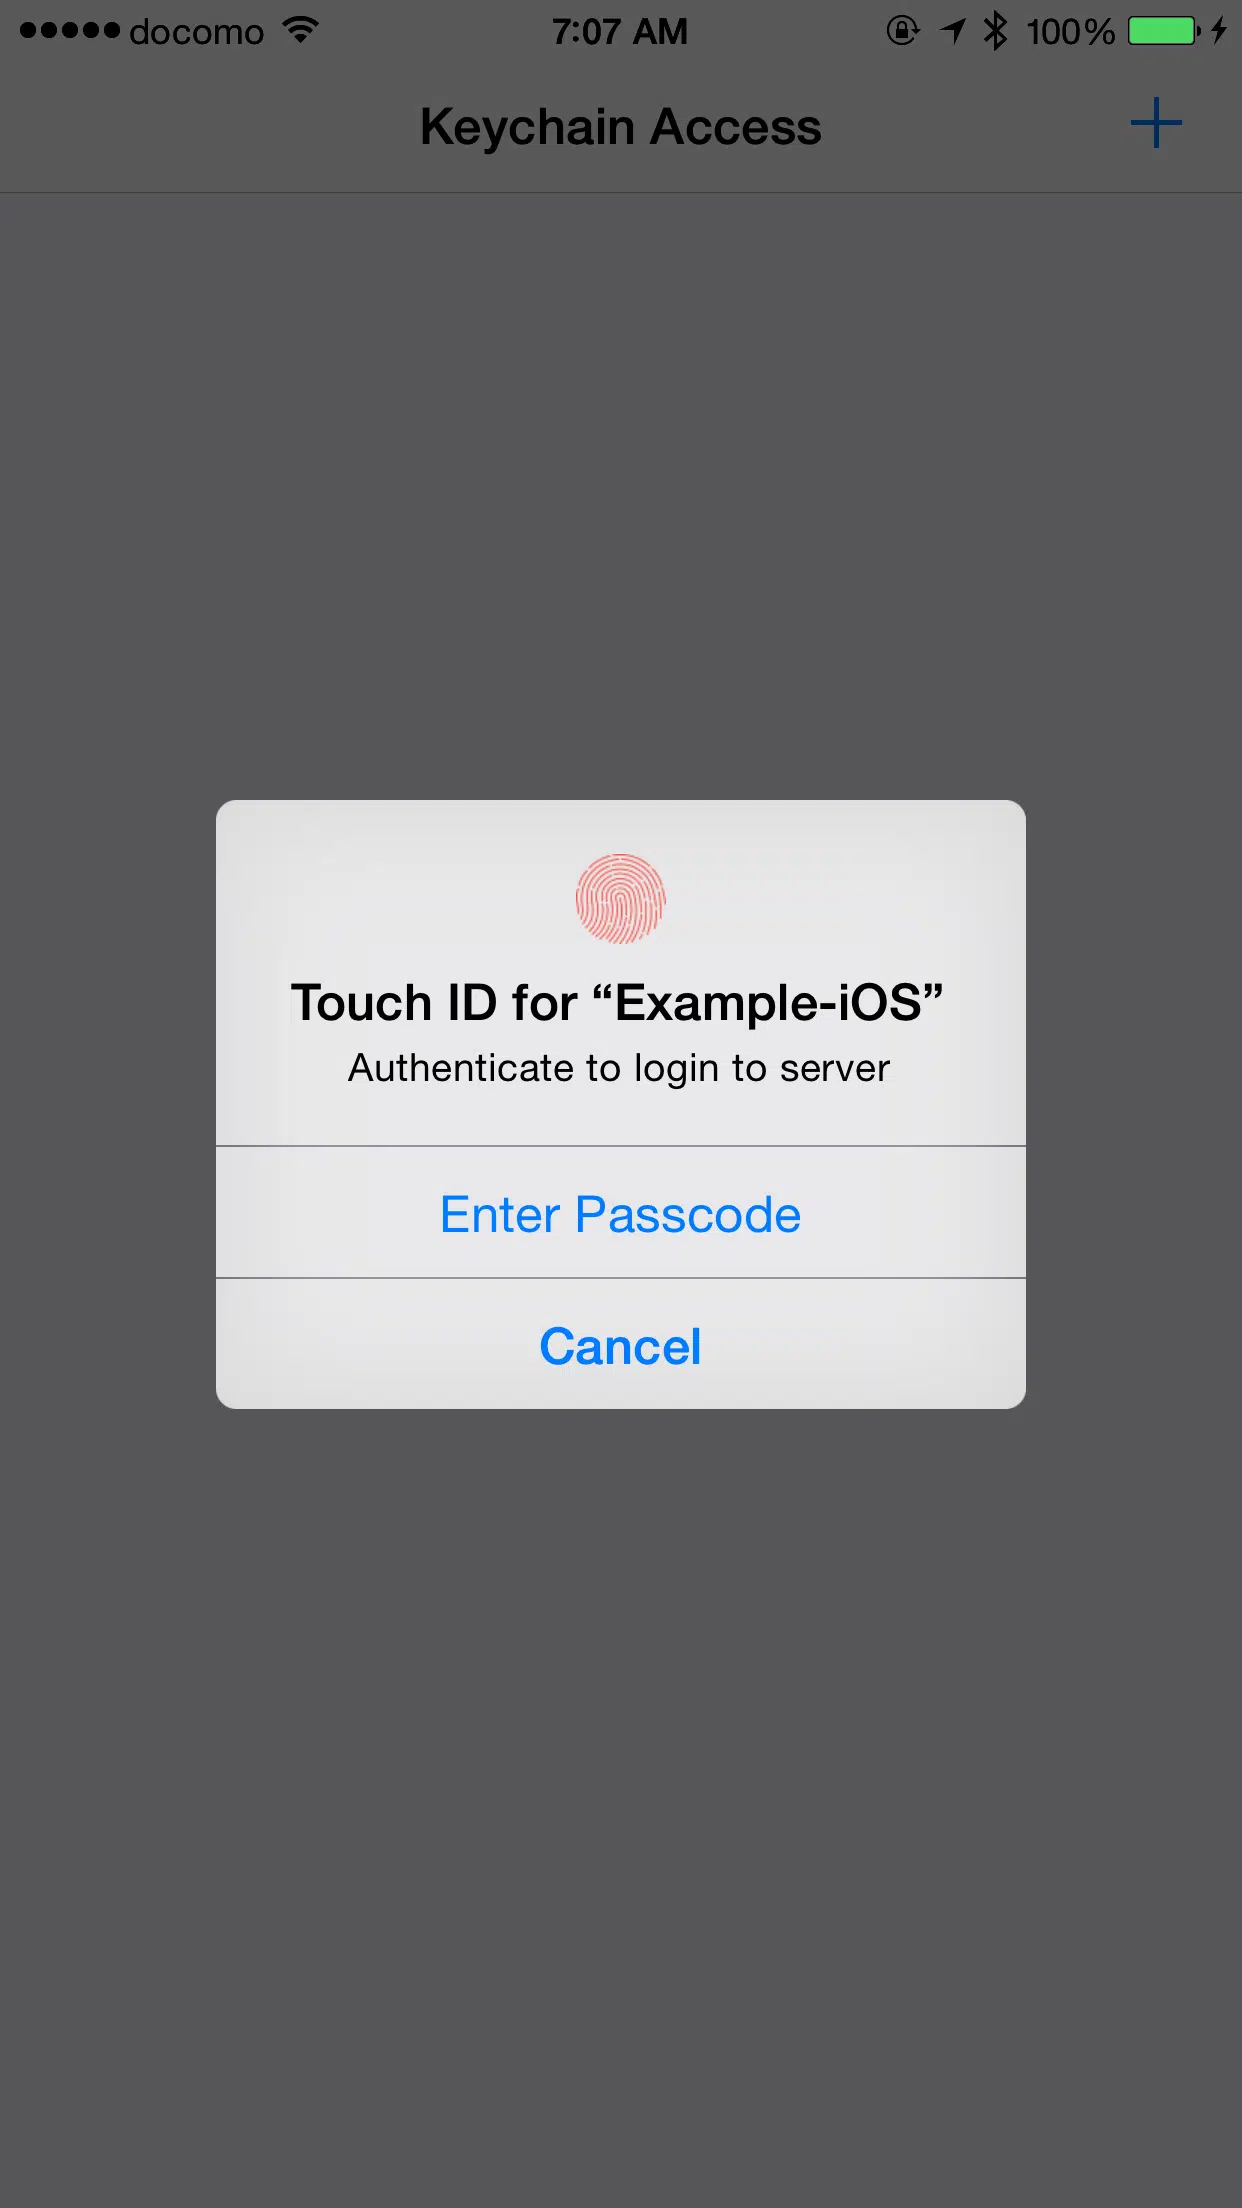 docomo 7:07 AM 100%
Keychain Access
Touch ID for “Example-iOS”
Authenticate to login to server
Enter Passcode
Cancel